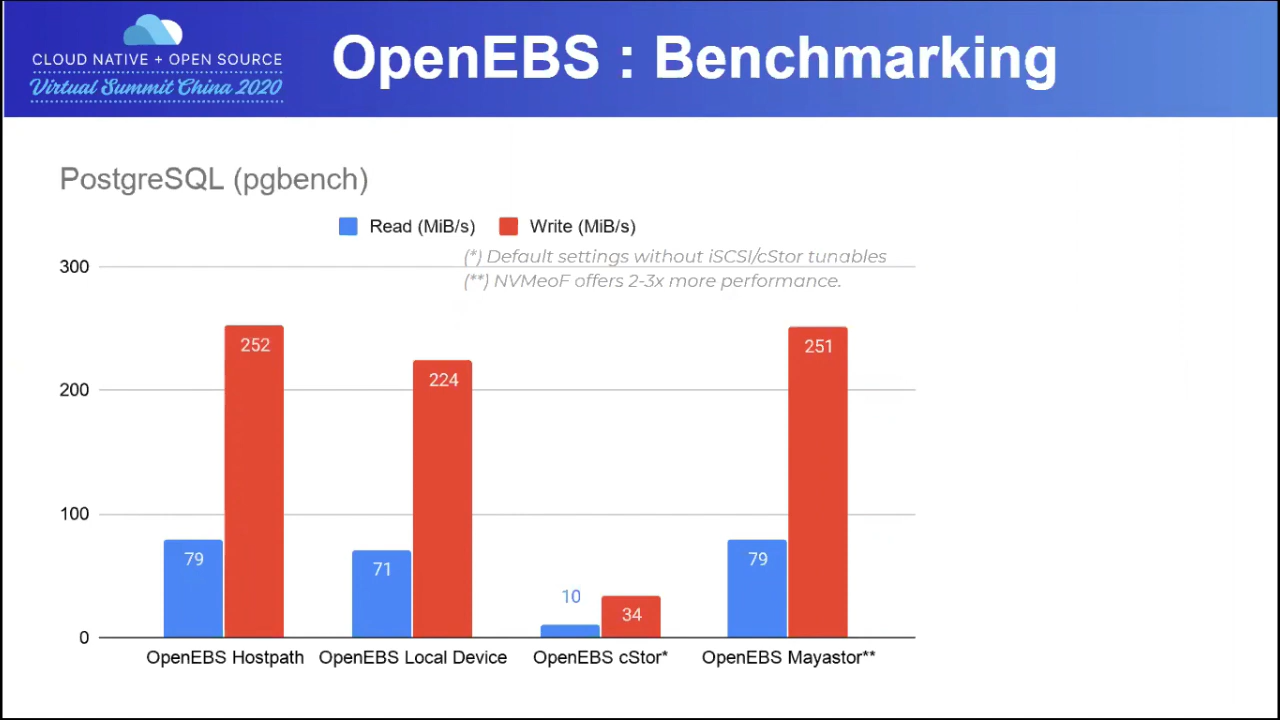 CLOUD NATIVE + OPEN SOURCE
Virtual Summit China 2020
OpenEBS : Benchmarking
PostgreSQL (pgbench)
Read (MiB/s)
Write (MiB/s)
(*) Default settings without iSCSI/cStor tunables
(**) NVMeoF offers 2-3x more performance.
300
200
100
0
79
252
71
224
10
34
79
251
OpenEBS Hostpath
OpenEBS Local Device
OpenEBS cStor*
OpenEBS Mayastor**